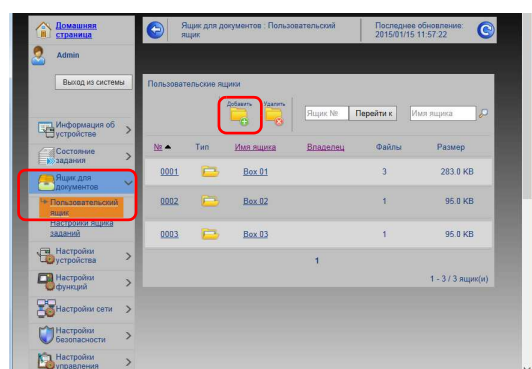 Домашняя
страница
Ящик для документов : Пользовательский
ящик
Последнее обновление:
2015/01/15 11:57:22
Admin
Выход из системы
Информация об
устройстве
Состояние
задания
Ящик для
документов
Пользовательский
ящик
Настройки ящика
заданий
Настройки
устройства
Настройки
функций
Настройки сети
Настройки
безопасности
Настройки
управления
Пользовательские ящики
Добавить Удалить
Ящик № Перейти к Имя ящика
№ Тип Имя ящика Владелец Файлы Размер
0001 Box 01 3 283.0 KB
0002 Box 02 1 95.0 KB
0003 Box 03 1 95.0 KB
1
1 - 3 / 3 ящик(и)